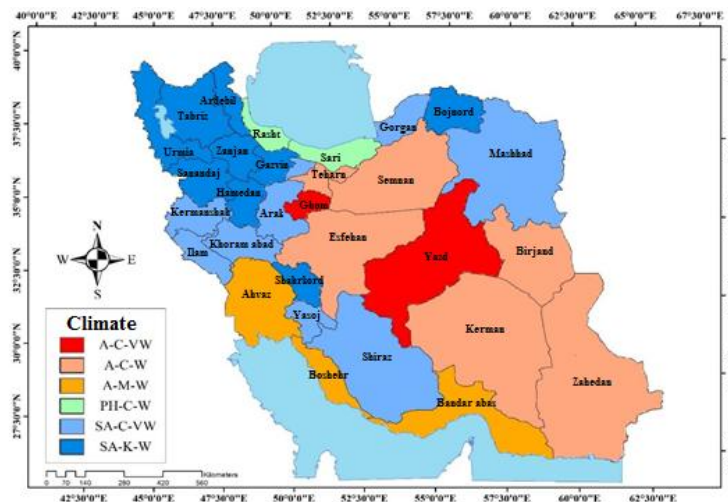 40°0'0"E 42°30'0"E 45°0'0"E 47°30'0"E 50°0'0"E 52°30'0"E 55°0'0"E 57°30'0"E 60°0'0"E 62°30'0"E 65°0'0"E
40°0'0"N
37°30'0"N
35°0'0"N
32°30'0"N
30°0'0"N
27°30'0"N
Ardebil
Tabriz
Bojnord
Gorgan
Rasht
Mashhad
Urmia
Zanjan
Sari
Gazvin
Sanandaj
Teharn
Semnan
Hamedan
Ghom
Kermanshah
Arak
Khoram abad
Esfehan
Yasd
Birjand
Ilam
Shahrkord
Ahvaz
Yasoj
Kerman
Shiraz
Boshehr
Zahedan
Bandar abas
N
W E
S
Climate
A-C-VW
A-C-W
A-M-W
PH-C-W
SA-C-VW
SA-K-W
Kilometers
0 70 140 280 420 560
42°30'0"E 45°0'0"E 47°30'0"E 50°0'0"E 52°30'0"E 55°0'0"E 57°30'0"E 60°0'0"E 62°30'0"E